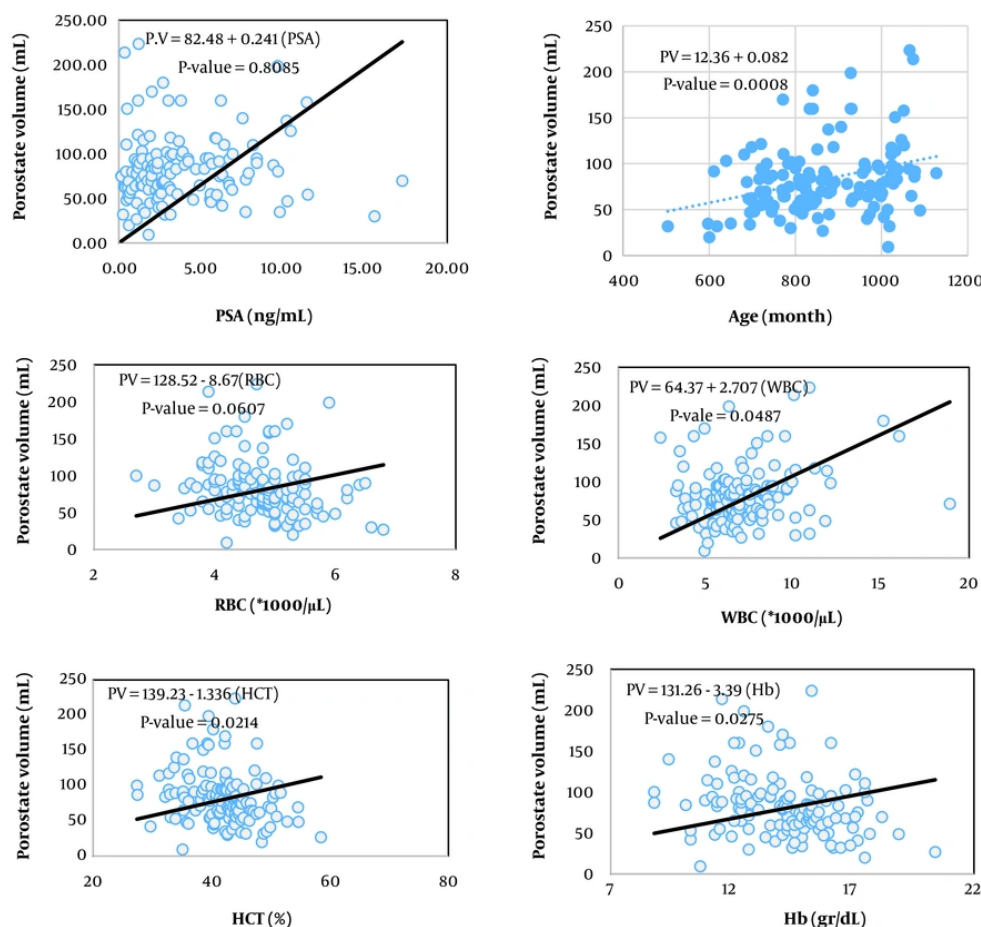 Porostate volume (mL)
250.00
200.00
150.00
100.00
50.00
0.00
P.V = 82.48 + 0.241 (PSA)
P-value = 0.8085
0.00 5.00 10.00 15.00 20.00
PSA (ng/mL)
Porostate volume (mL)
250
200
150
100
50
0
PV = 12.36 + 0.082
P-value = 0.0008
400 600 800 1000 1200
Age (month)
Porostate volume (mL)
250
200
150
100
50
0
PV = 128.52 - 8.67(RBC)
P-value = 0.0607
2 4 6 8
RBC (*1000/μL)
Porostate volume (mL)
250
200
150
100
50
0
PV = 64.37 + 2.707 (WBC)
P-vale = 0.0487
0 5 10 15 20
WBC (*1000/μL)
Porostate volume (mL)
250
200
150
100
50
0
PV = 139.23 - 1.336 (HCT)
P-value = 0.0214
20 40 60 80
HCT (%)
Porostate volume (mL)
250
200
150
100
50
0
PV = 131.26 - 3.39 (Hb)
P-value = 0.0275
7 12 17 22
Hb (gr/dL)